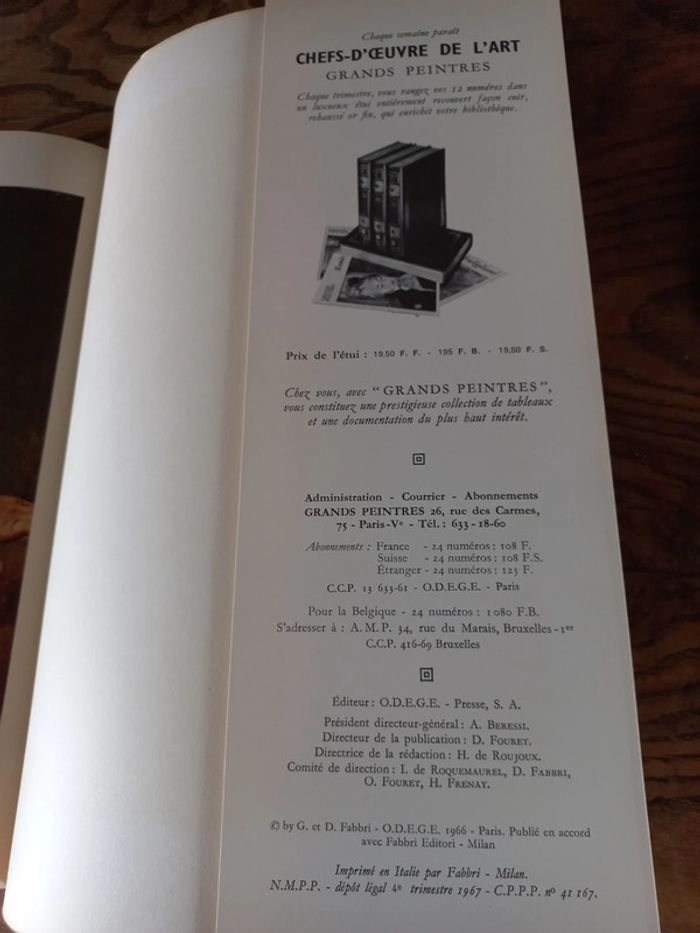 Chaque semaine paraît
CHEFS-D'ŒUVRE DE L'ART
GRANDS PEINTRES
Chaque trimestre, vous rangez vos 12 numéros dans
un luxueux étui entièrement recouvert façon cuir,
rehaussé or fin, qui enrichit votre bibliothèque.
Prix de l'étui : 19,50 F. F. - 195 F. B. - 19,50 F. S.
Chez vous, avec “ GRANDS PEINTRES ”,
vous constituez une prestigieuse collection de tableaux
et une documentation du plus haut intérêt.
Administration - Courrier - Abonnements
GRANDS PEINTRES 26, rue des Carmes,
75 - Paris-Ve - Tél. : 633 - 18-60
Abonnements : France - 24 numéros : 108 F.
Suisse - 24 numéros : 108 F.S.
Étranger - 24 numéros : 125 F.
C.C.P. 13 633-61 - O.D.E.G.E. - Paris
Pour la Belgique - 24 numéros : 1 080 F.B.
S'adresser à : A.M.P. 34, rue du Marais, Bruxelles - 1er
C.C.P. 416-69 Bruxelles
Éditeur : O.D.E.G.E. - Presse, S. A.
Président directeur-général : A. BERESSI.
Directeur de la publication : D. FOURET.
Directrice de la rédaction : H. DE ROUJOUX.
Comité de direction : I. DE ROQUEMAUREL, D. FABBRI,
O. FOURET, H. FRENAY.
© by G. et D. Fabbri - O.D.E.G.E. 1966 - Paris. Publié en accord
avec Fabbri Editori - Milan
Imprimé en Italie par Fabbri - Milan.
N.M.P.P. - dépôt légal 4e trimestre 1967 - C.P.P.P. nº 41 167.